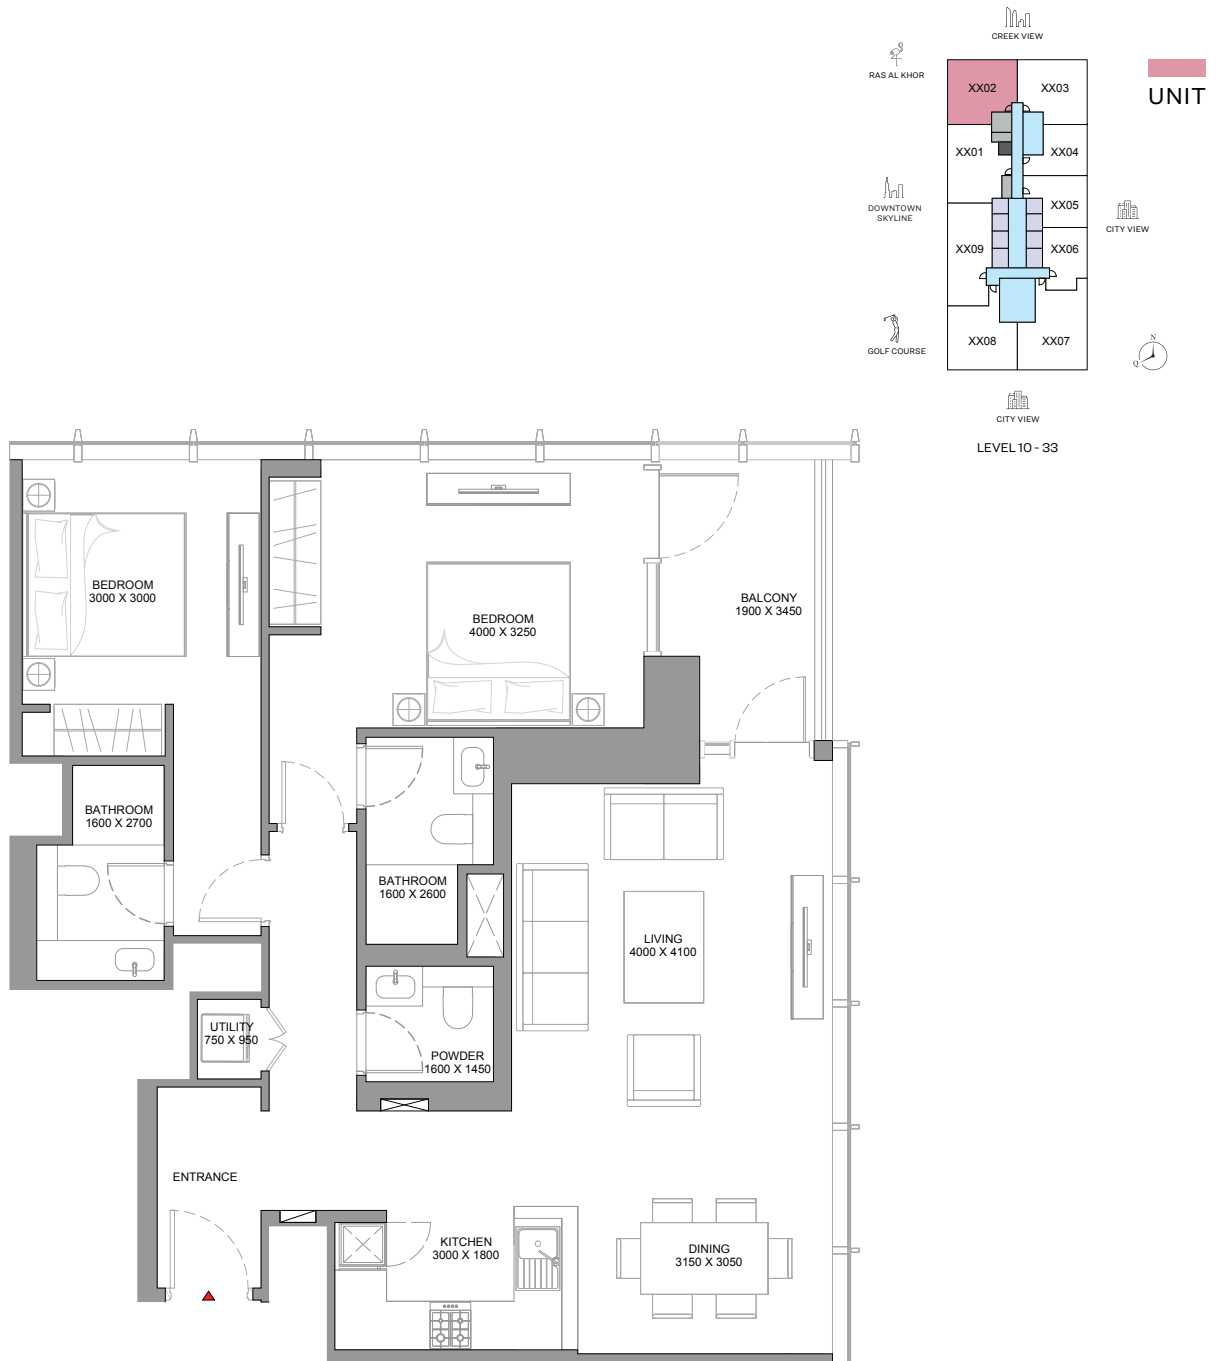 CREEK VIEW
RAS AL KHOR
XX02
XX03
UNIT
XX01
XX04
DOWNTOWN
SKYLINE
XX05
CITY VIEW
XX09
XX06
GOLF COURSE
XX08
XX07
N
Q
CITY VIEW
LEVEL 10 - 33
BEDROOM
3000 X 3000
BEDROOM
4000 X 3250
BALCONY
1900 X 3450
BATHROOM
1600 X 2700
BATHROOM
1600 X 2600
LIVING
4000 X 4100
UTILITY
750 X 950
POWDER
1600 X 1450
ENTRANCE
KITCHEN
3000 X 1800
DINING
3150 X 3050